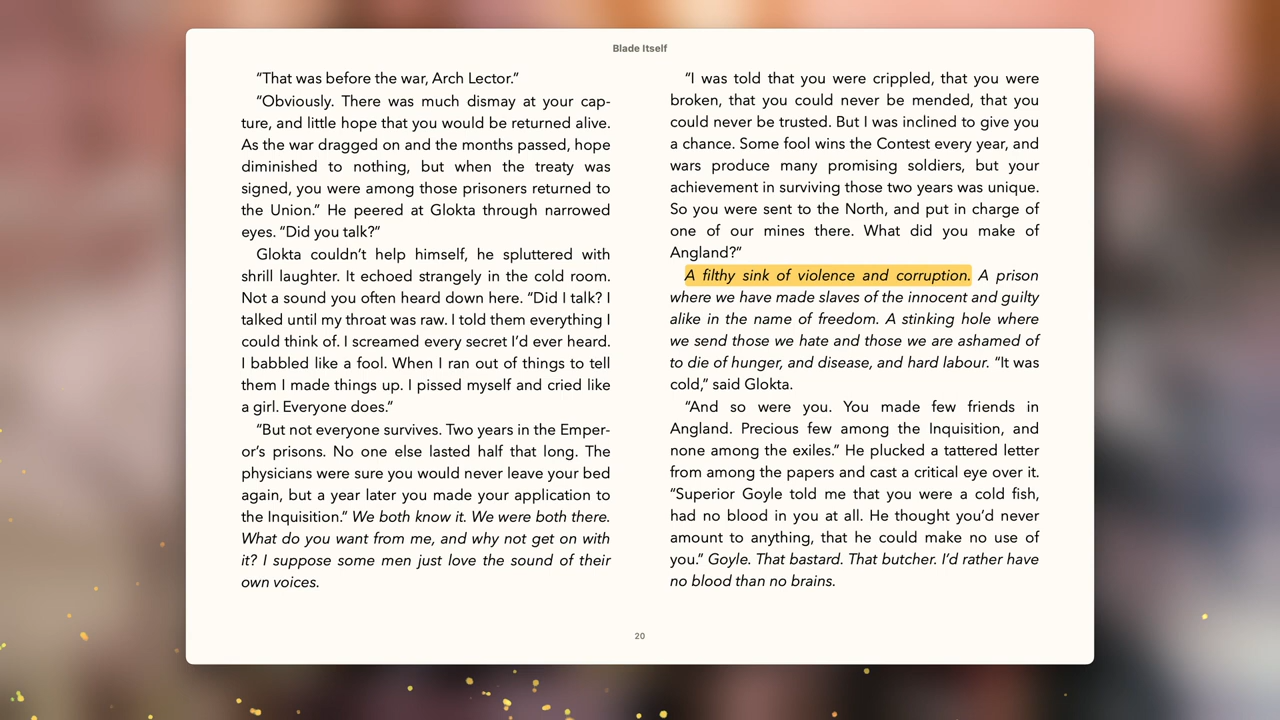 Blade Itself
“That was before the war, Arch Lector.”
“Obviously. There was much dismay at your cap-
ture, and little hope that you would be returned alive.
As the war dragged on and the months passed, hope
diminished to nothing, but when the treaty was
signed, you were among those prisoners returned to
the Union.” He peered at Glokta through narrowed
eyes. “Did you talk?”
Glokta couldn’t help himself, he spluttered with
shrill laughter. It echoed strangely in the cold room.
Not a sound you often heard down here. “Did I talk? I
talked until my throat was raw. I told them everything I
could think of. I screamed every secret I’d ever heard.
I babbled like a fool. When I ran out of things to tell
them I made things up. I pissed myself and cried like
a girl. Everyone does.”
“But not everyone survives. Two years in the Emper-
or’s prisons. No one else lasted half that long. The
physicians were sure you would never leave your bed
again, but a year later you made your application to
the Inquisition.” We both know it. We were both there.
What do you want from me, and why not get on with
it? I suppose some men just love the sound of their
own voices.
“I was told that you were crippled, that you were
broken, that you could never be mended, that you
could never be trusted. But I was inclined to give you
a chance. Some fool wins the Contest every year, and
wars produce many promising soldiers, but your
achievement in surviving those two years was unique.
So you were sent to the North, and put in charge of
one of our mines there. What did you make of
Angland?”
A filthy sink of violence and corruption. A prison
where we have made slaves of the innocent and guilty
alike in the name of freedom. A stinking hole where
we send those we hate and those we are ashamed of
to die of hunger, and disease, and hard labour. “It was
cold,” said Glokta.
“And so were you. You made few friends in
Angland. Precious few among the Inquisition, and
none among the exiles.” He plucked a tattered letter
from among the papers and cast a critical eye over it.
“Superior Goyle told me that you were a cold fish,
had no blood in you at all. He thought you’d never
amount to anything, that he could make no use of
you.” Goyle. That bastard. That butcher. I’d rather have
no blood than no brains.
20